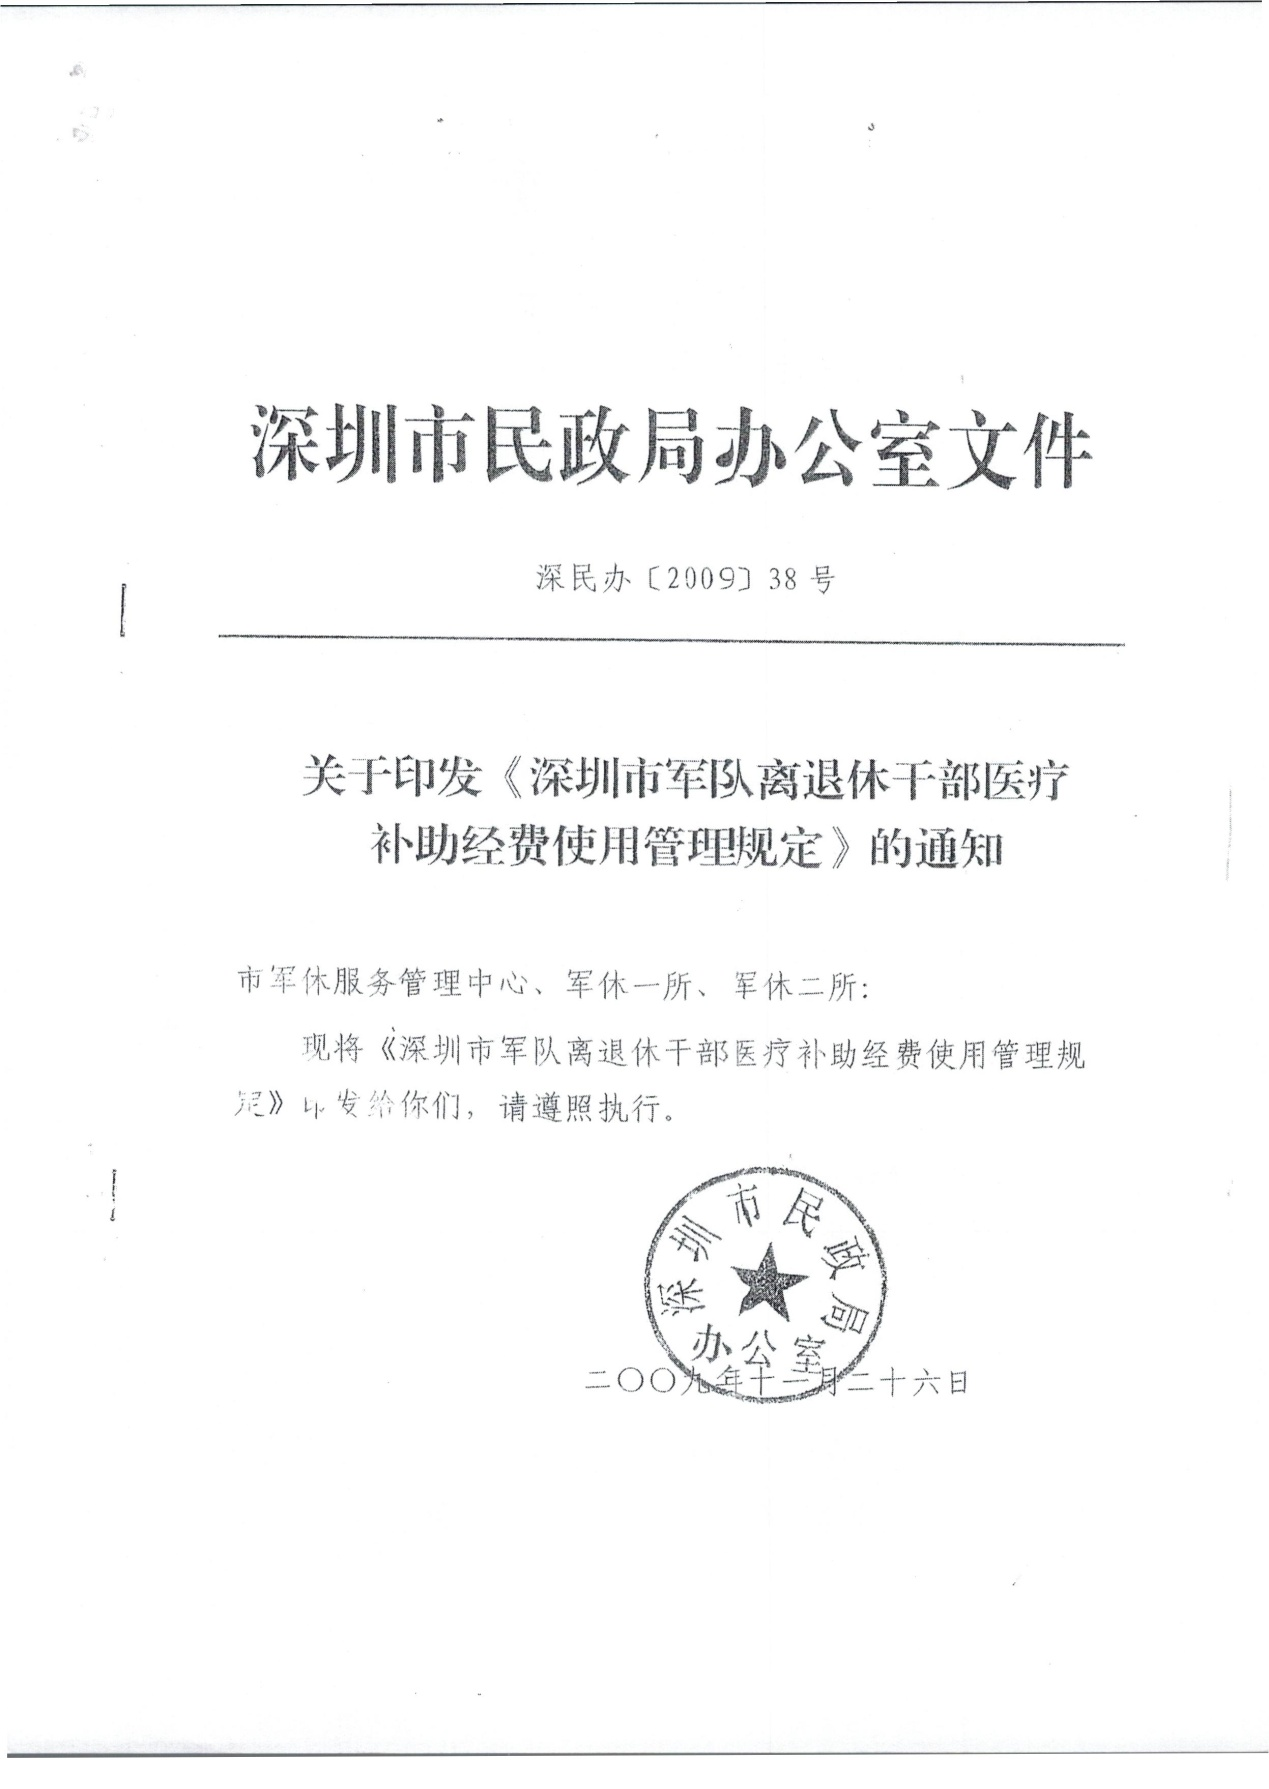 深圳市民政局办公室文件
深民办〔2009〕38号
关于印发《深圳市军队离退休干部医疗
补助经费使用管理规定》的通知
市军休服务管理中心、军休一所、军休二所:
现将《深圳市军队离退休干部医疗补助经费使用管理规
定》印发给你们，请遵照执行。
深圳市民政局
办公室
二〇〇九年十一月二十六日